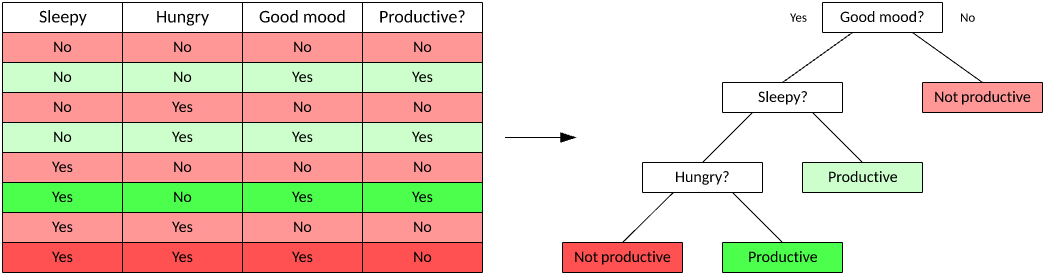 Sleepy Hungry Good mood Productive?
No No No No
No No Yes Yes
No Yes No No
No Yes Yes Yes
Yes No No No
Yes No Yes Yes
Yes Yes No No
Yes Yes Yes No
Yes Good mood? No
Sleepy? Not productive
Hungry? Productive
Not productive Productive